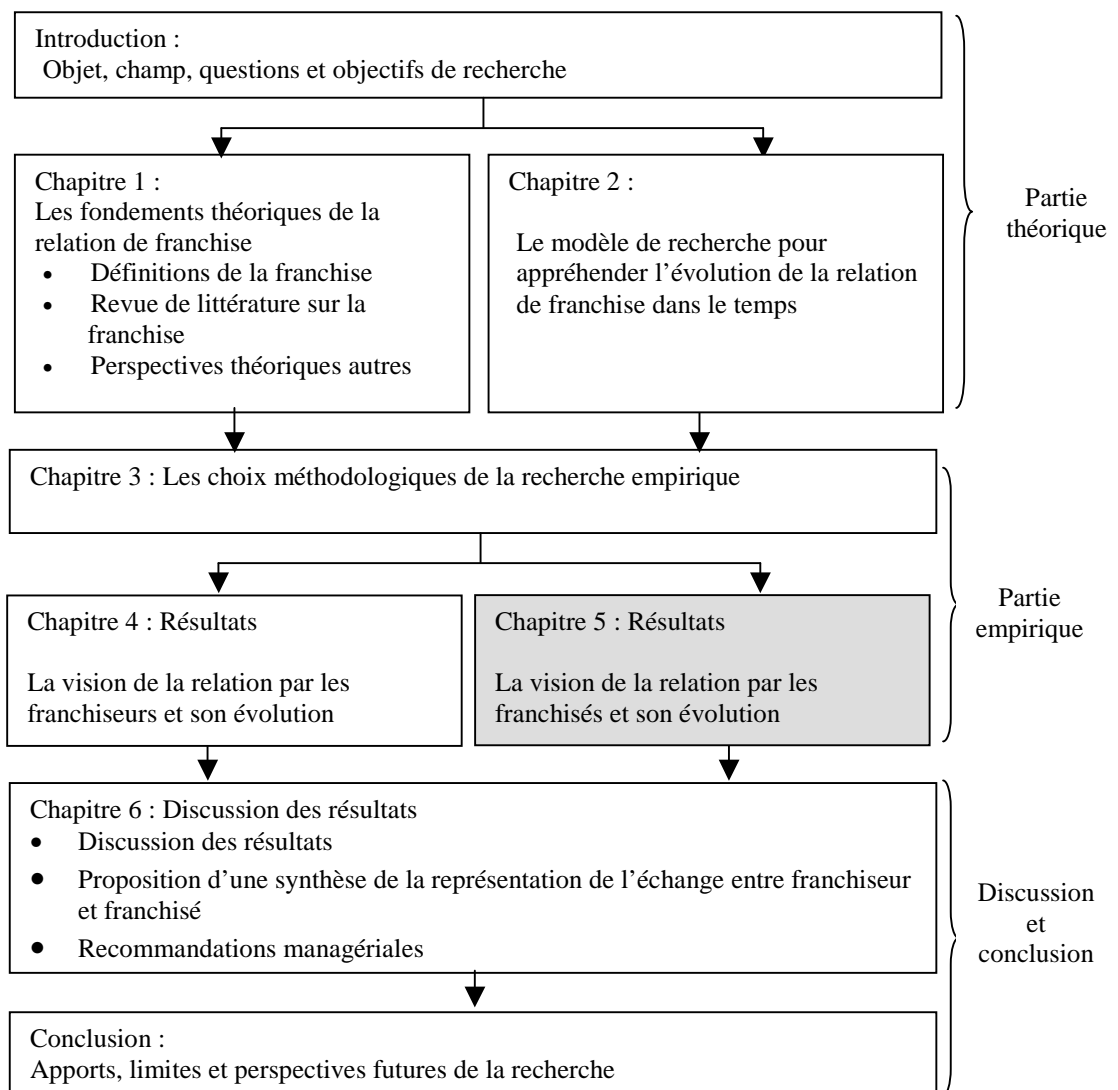 Introduction :
Objet, champ, questions et objectifs de recherche
Chapitre 1 :
Les fondements théoriques de la
relation de franchise
• Définitions de la franchise
• Revue de littérature sur la
franchise
• Perspectives théoriques autres
Chapitre 2 :
Le modèle de recherche pour
appréhender l’évolution de la relation
de franchise dans le temps
Partie
théorique
Chapitre 3 : Les choix méthodologiques de la recherche empirique
Chapitre 4 : Résultats
La vision de la relation par les
franchiseurs et son évolution
Chapitre 5 : Résultats
La vision de la relation par les
franchisés et son évolution
Partie
empirique
Chapitre 6 : Discussion des résultats
• Discussion des résultats
• Proposition d’une synthèse de la représentation de l’échange entre franchiseur
et franchisé
• Recommandations managériales
Discussion
et
conclusion
Conclusion :
Apports, limites et perspectives futures de la recherche